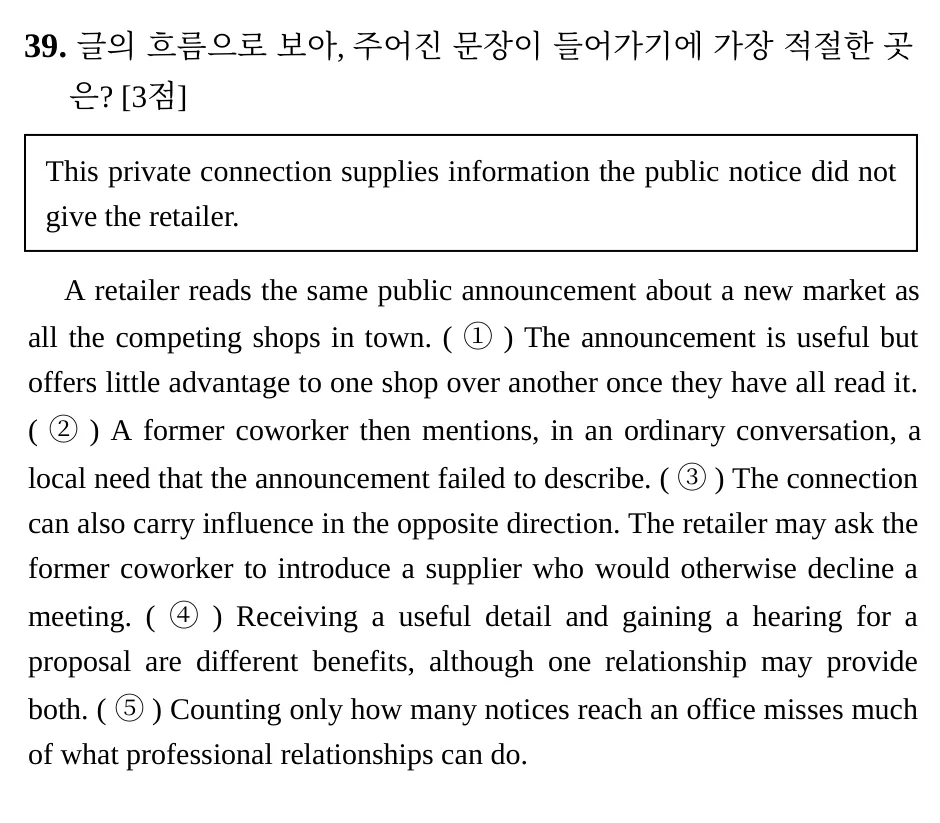 39. 글의 흐름으로 보아, 주어진 문장이 들어가기에 가장 적절한 곳
은? [3점]
This private connection supplies information the public notice did not
give the retailer.
A retailer reads the same public announcement about a new market as
all the competing shops in town. ( ① ) The announcement is useful but
offers little advantage to one shop over another once they have all read it.
( ② ) A former coworker then mentions, in an ordinary conversation, a
local need that the announcement failed to describe. ( ③ ) The connection
can also carry influence in the opposite direction. The retailer may ask the
former coworker to introduce a supplier who would otherwise decline a
meeting. ( ④ ) Receiving a useful detail and gaining a hearing for a
proposal are different benefits, although one relationship may provide
both. ( ⑤ ) Counting only how many notices reach an office misses much
of what professional relationships can do.